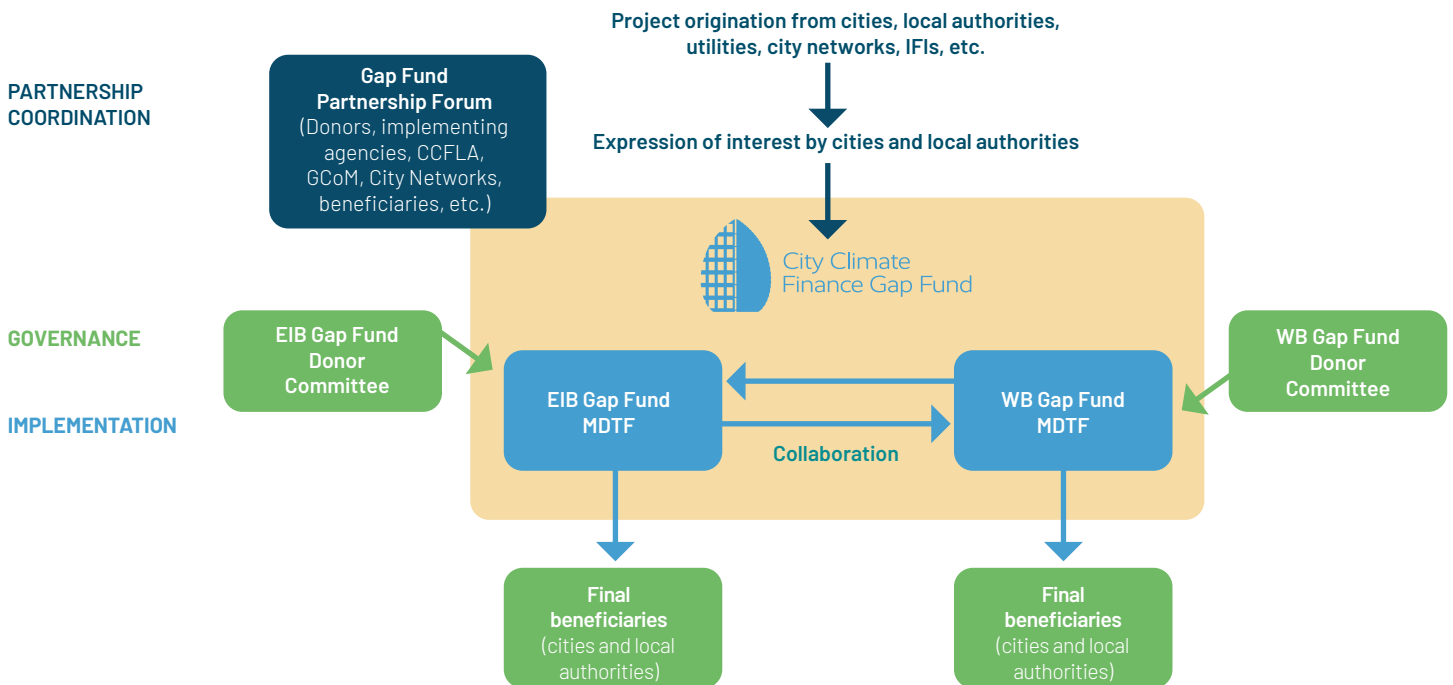 Project origination from cities, local authorities,
utilities, city networks, IFIs, etc.
PARTNERSHIP
COORDINATION
Gap Fund
Partnership Forum
(Donors, implementing
agencies, CCFLA,
GCoM, City Networks,
beneficiaries, etc.)
Expression of interest by cities and local authorities
City Climate
Finance Gap Fund
GOVERNANCE
EIB Gap Fund
Donor
Committee
WB Gap Fund
Donor
Committee
IMPLEMENTATION
EIB Gap Fund
MDTF
Collaboration
WB Gap Fund
MDTF
Final
beneficiaries
(cities and local
authorities)
Final
beneficiaries
(cities and local
authorities)